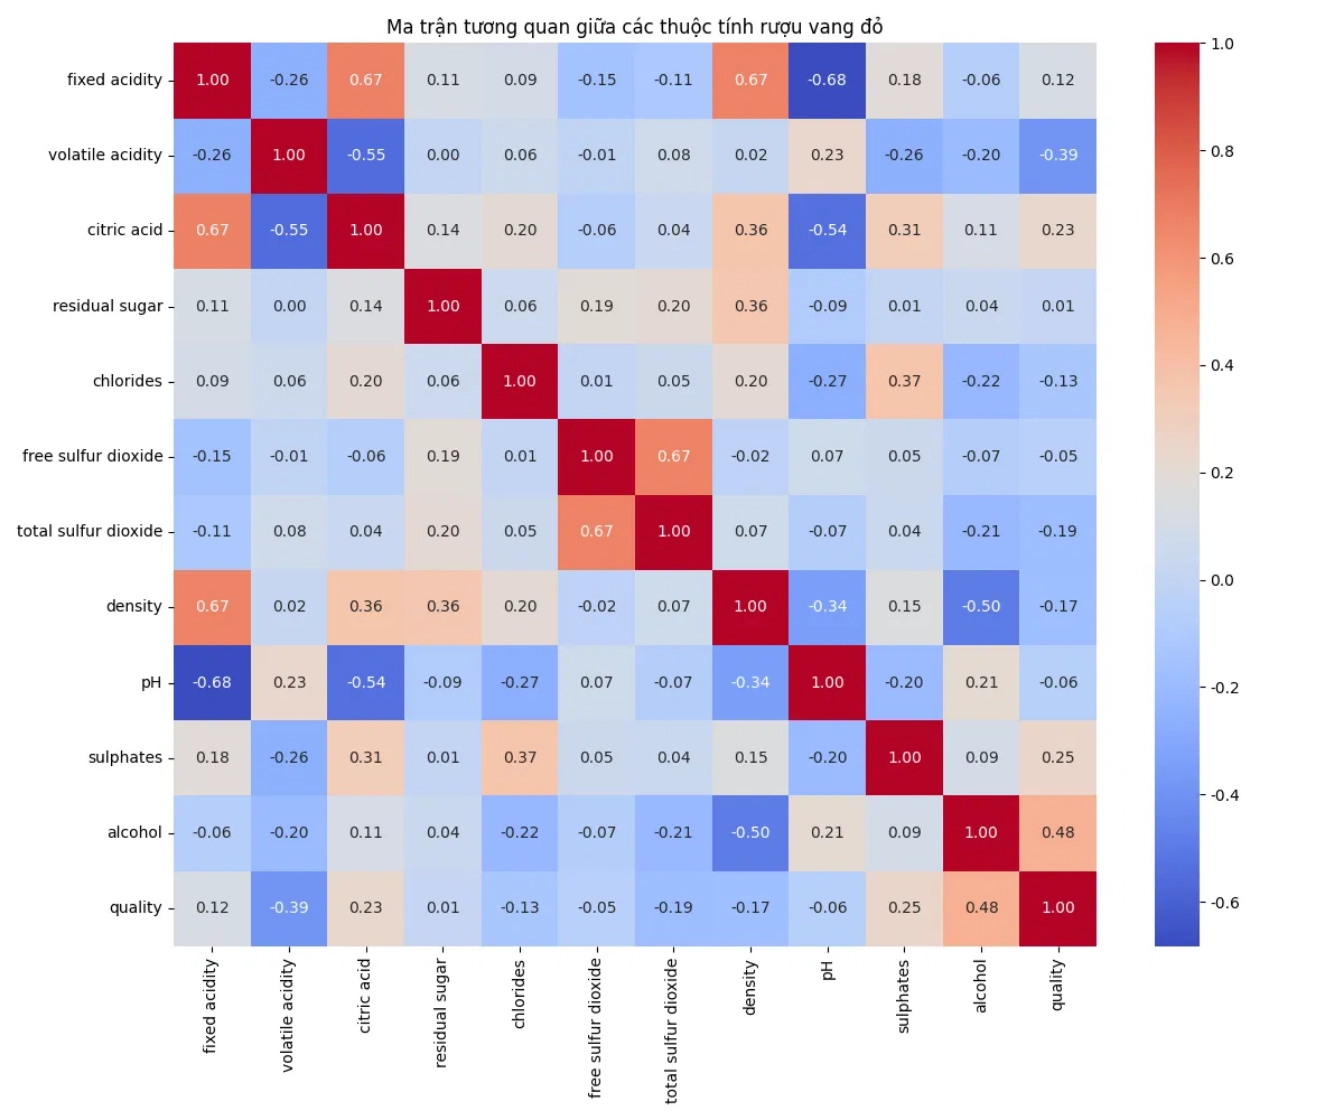 Ma trận tương quan giữa các thuộc tính rượu vang đỏ
fixed acidity 1.00 -0.26 0.67 0.11 0.09 -0.15 -0.11 0.67 -0.68 0.18 -0.06 0.12
volatile acidity -0.26 1.00 -0.55 0.00 0.06 -0.01 0.08 0.02 0.23 -0.26 -0.20 -0.39
citric acid 0.67 -0.55 1.00 0.14 0.20 -0.06 0.04 0.36 -0.54 0.31 0.11 0.23
residual sugar 0.11 0.00 0.14 1.00 0.06 0.19 0.20 0.36 -0.09 0.01 0.04 0.01
chlorides 0.09 0.06 0.20 0.06 1.00 0.01 0.05 0.20 -0.27 0.37 -0.22 -0.13
free sulfur dioxide -0.15 -0.01 -0.06 0.19 0.01 1.00 0.67 -0.02 0.07 0.05 -0.07 -0.05
total sulfur dioxide -0.11 0.08 0.04 0.20 0.05 0.67 1.00 0.07 -0.07 0.04 -0.21 -0.19
density 0.67 0.02 0.36 0.36 0.20 -0.02 0.07 1.00 -0.34 0.15 -0.50 -0.17
pH -0.68 0.23 -0.54 -0.09 -0.27 0.07 -0.07 -0.34 1.00 -0.20 0.21 -0.06
sulphates 0.18 -0.26 0.31 0.01 0.37 0.05 0.04 0.15 -0.20 1.00 0.09 0.25
alcohol -0.06 -0.20 0.11 0.04 -0.22 -0.07 -0.21 -0.50 0.21 0.09 1.00 0.48
quality 0.12 -0.39 0.23 0.01 -0.13 -0.05 -0.19 -0.17 -0.06 0.25 0.48 1.00
fixed acidity
volatile acidity
citric acid
residual sugar
chlorides
free sulfur dioxide
total sulfur dioxide
density
pH
sulphates
alcohol
quality
1.0
0.8
0.6
0.4
0.2
0.0
-0.2
-0.4
-0.6